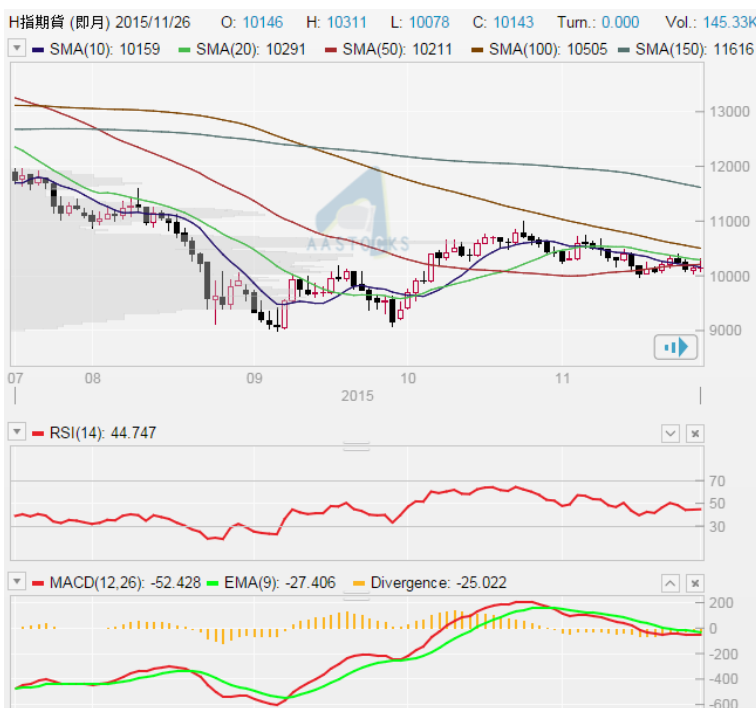 H指期貨 (即月) 2015/11/26 O: 10146 H: 10311 L: 10078 C: 10143 Turn.: 0.000 Vol.: 145.33K
SMA(10): 10159 SMA(20): 10291 SMA(50): 10211 SMA(100): 10505 SMA(150): 11616
13000
12000
11000
AASTOCKS
10000
9000
07 08 09 10 11
2015
RSI(14): 44.747
70
50
30
MACD(12,26): -52.428 EMA(9): -27.406 Divergence: -25.022
200
0
-200
-400
-600